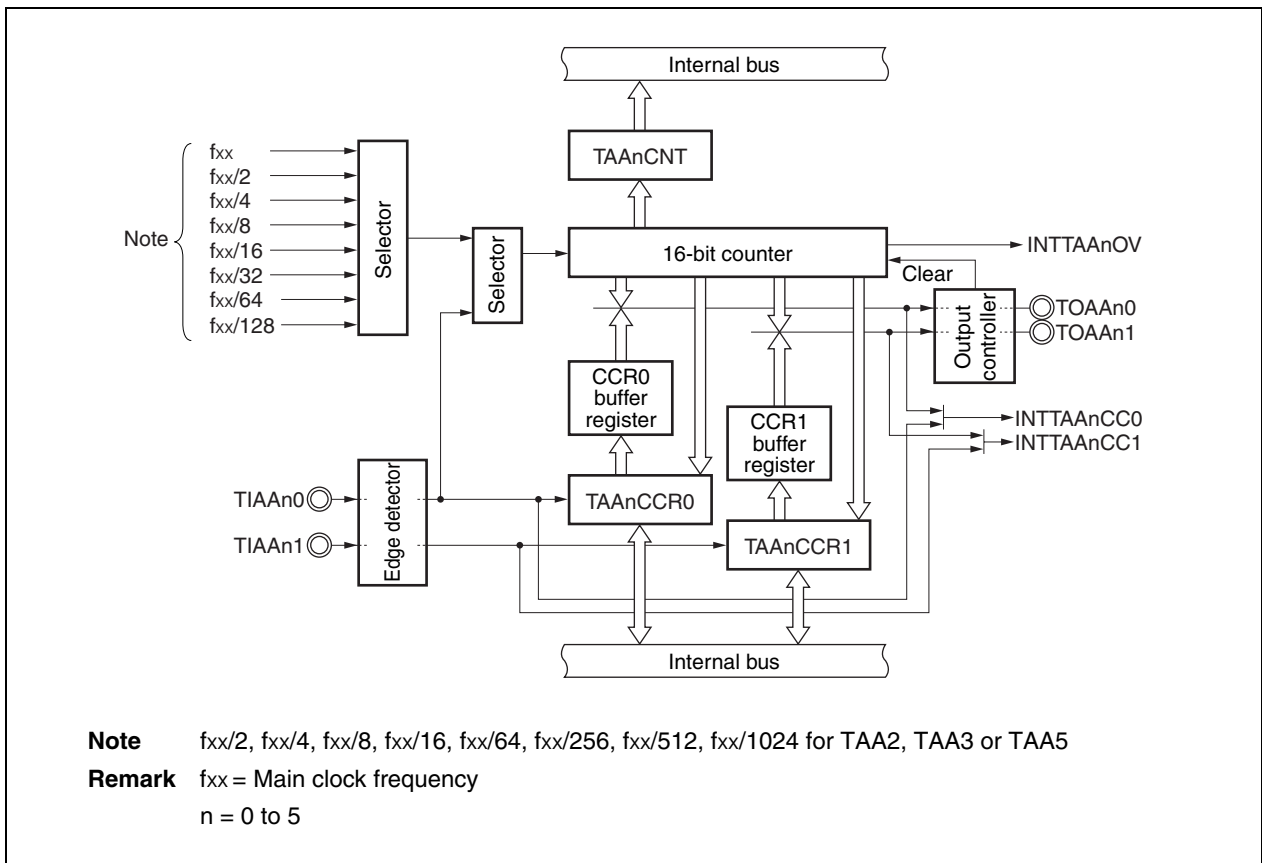 Internal bus
TAAnCNT
Note
fxx
fxx/2
fxx/4
fxx/8
fxx/16
fxx/32
fxx/64
fxx/128
Selector
Selector
16-bit counter
INTTAAnOV
Clear
Output
controller
TOAAn0
TOAAn1
CCR0
buffer
register
CCR1
buffer
register
INTTAAnCC0
INTTAAnCC1
TIAAn0
TIAAn1
Edge detector
TAAnCCR0
TAAnCCR1
Internal bus
Note fxx/2, fxx/4, fxx/8, fxx/16, fxx/64, fxx/256, fxx/512, fxx/1024 for TAA2, TAA3 or TAA5
Remark fxx = Main clock frequency
n = 0 to 5